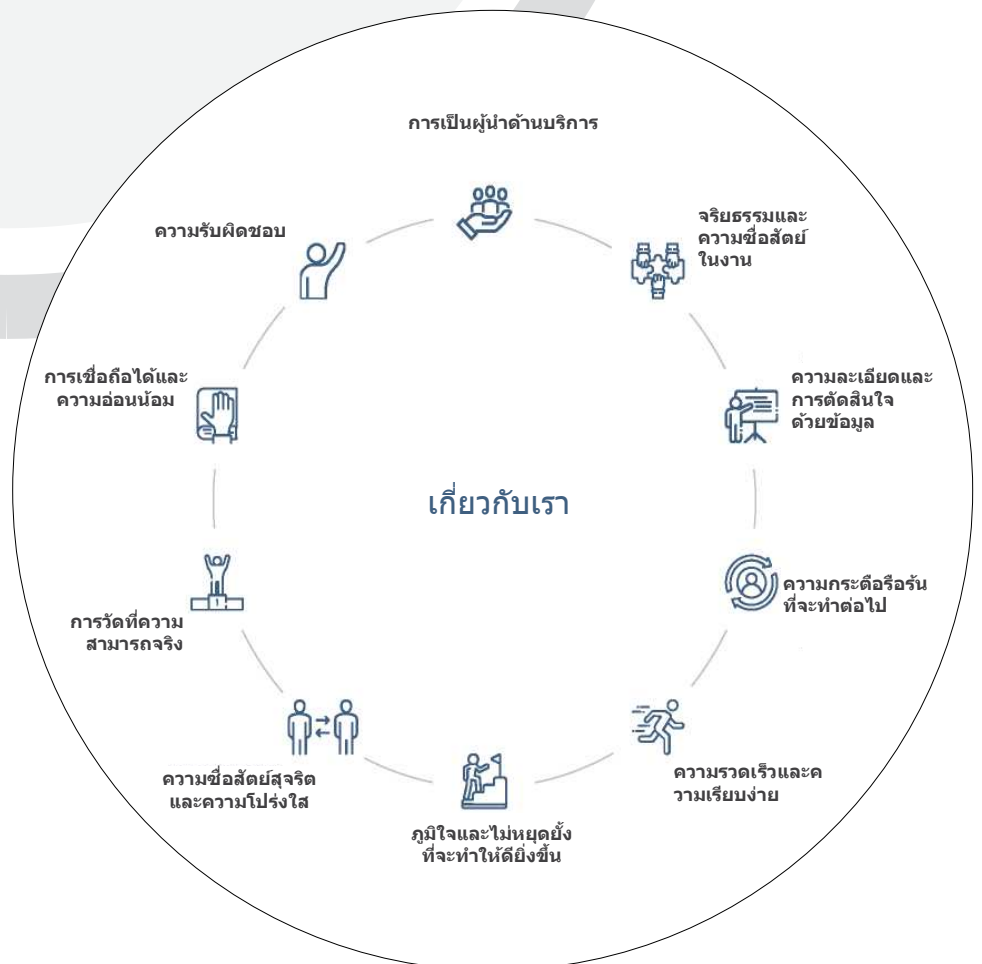 การเป็นผู้นำด้านบริการ
จริยธรรมและ
ความซื่อสัตย์
ในงาน
ความละเอียดและ
การตัดสินใจ
ด้วยข้อมูล
ความกระตือรือร้น
ที่จะทำต่อไป
ความรวดเร็วและค
วามเรียบง่าย
ภูมิใจและไม่หยุดยั้ง
ที่จะทำให้ดียิ่งขึ้น
ความซื่อสัตย์สุจริต
และความโปร่งใส
การวัดที่ความ
สามารถจริง
การเชื่อถือได้และ
ความอ่อนน้อม
ความรับผิดชอบ
เกี่ยวกับเรา